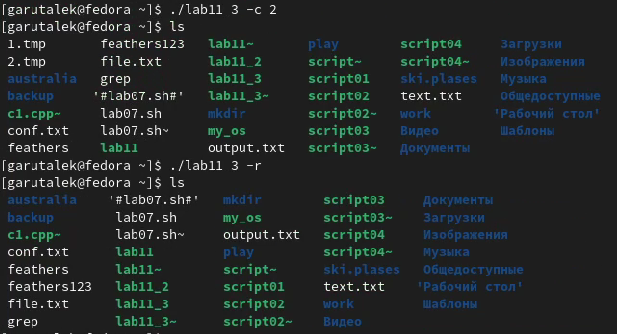 [garutalek@fedora ~]$ ./lab11 3 -c 2
[garutalek@fedora ~]$ ls
1.tmp feathers123 lab11~ play script04 Загрузки
2.tmp file.txt lab11_2 script~ script04~ Изображения
australia grep lab11_3 script01 ski.plases Музыка
backup '#lab07.sh#' lab11_3~ script02 text.txt Общедоступные
c1.cpp~ lab07.sh mkdir script02~ work 'Рабочий стол'
conf.txt lab07.sh~ my_os script03 Видео Шаблоны
feathers lab11 output.txt script03~ Документы
[garutalek@fedora ~]$ ./lab11 3 -r
[garutalek@fedora ~]$ ls
australia '#lab07.sh#' mkdir script03 Документы
backup lab07.sh my_os script03~ Загрузки
c1.cpp~ lab07.sh~ output.txt script04 Изображения
conf.txt lab11 play script04~ Музыка
feathers lab11~ script~ ski.plases Общедоступные
feathers123 lab11_2 script01 text.txt 'Рабочий стол'
file.txt lab11_3 script02 work Шаблоны
grep lab11_3~ script02~ Видео